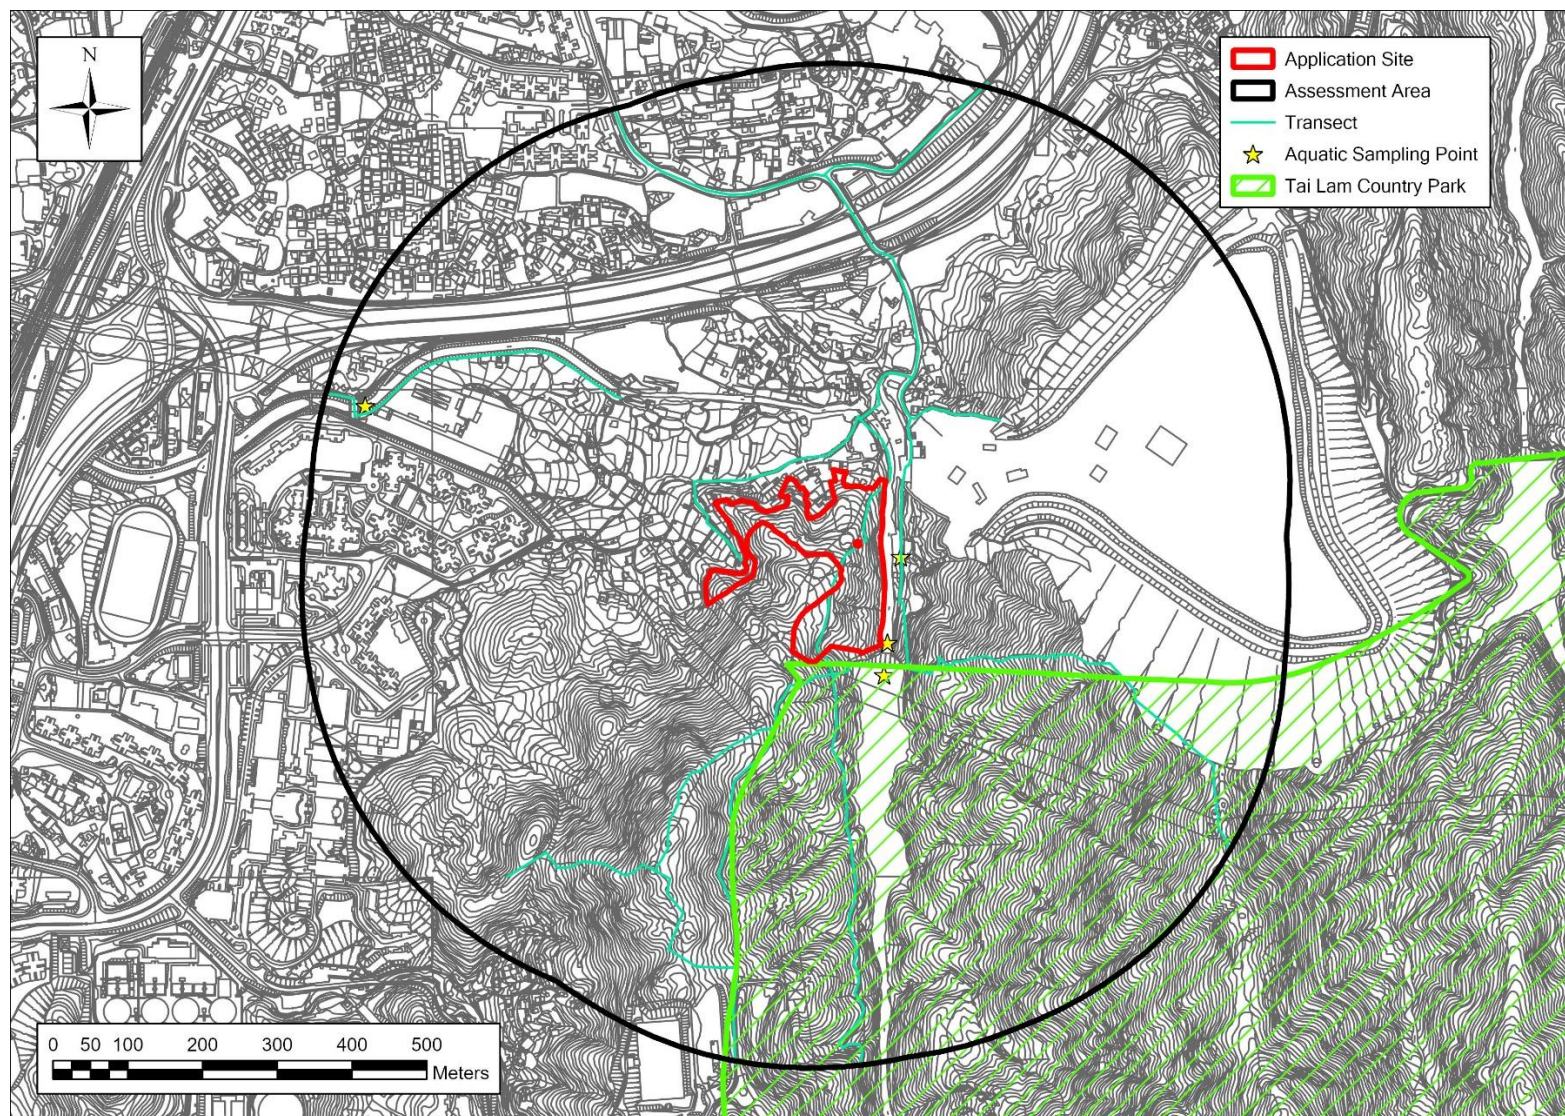 N
Application Site
Assessment Area
Transect
Aquatic Sampling Point
Tai Lam Country Park
0 50 100 200 300 400 500
Meters